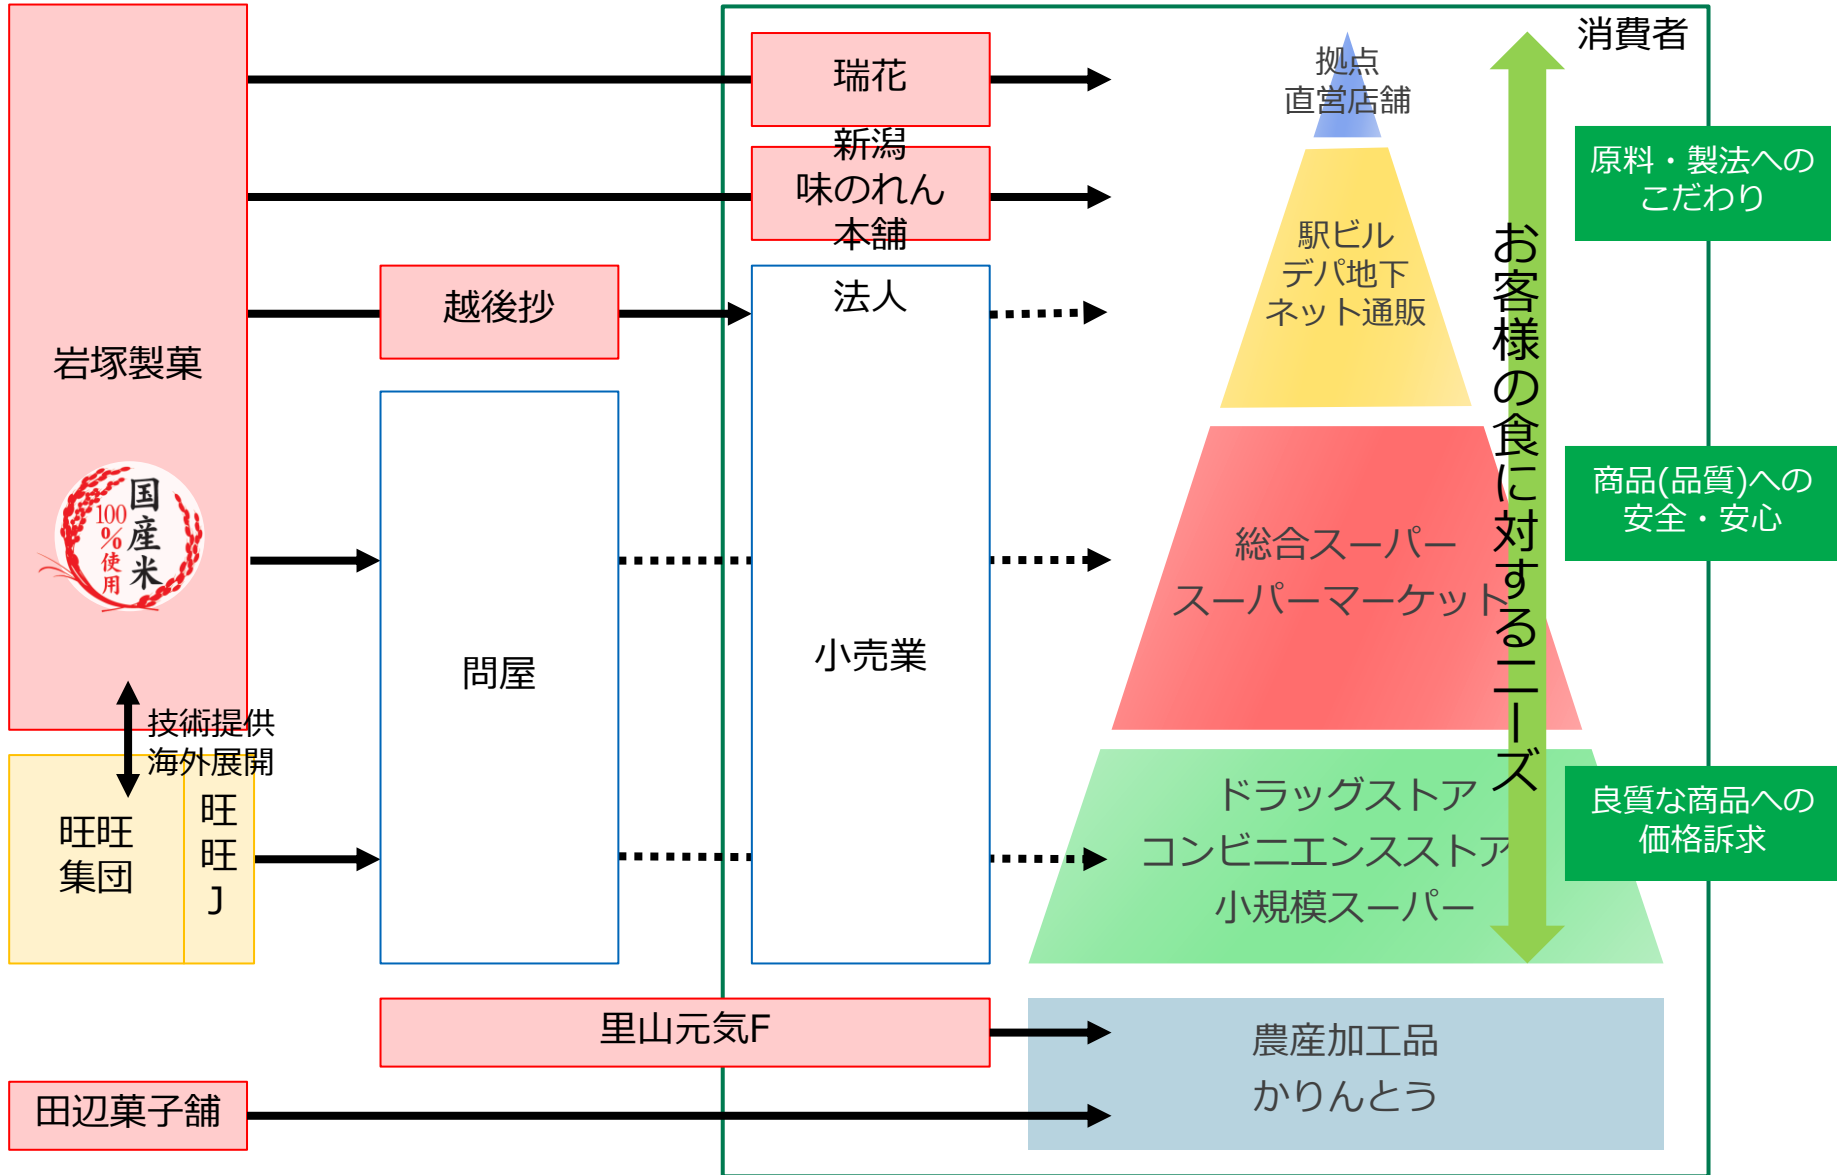 消費者
瑞花
拠点
直営店舗
新潟
味のれん
本舗
原料・製法への
こだわり
駅ビル
デパ地下
ネット通販
越後抄
法人
岩塚製菓
国産米
100%使用
お客様の食に対するニーズ
商品(品質)への
安全・安心
総合スーパー
スーパーマーケット
問屋
小売業
技術提供
海外展開
旺旺
集団
旺
旺
J
ドラッグストア
コンビニエンスストア
小規模スーパー
良質な商品への
価格訴求
里山元気F
農産加工品
かりんとう
田辺菓子舗